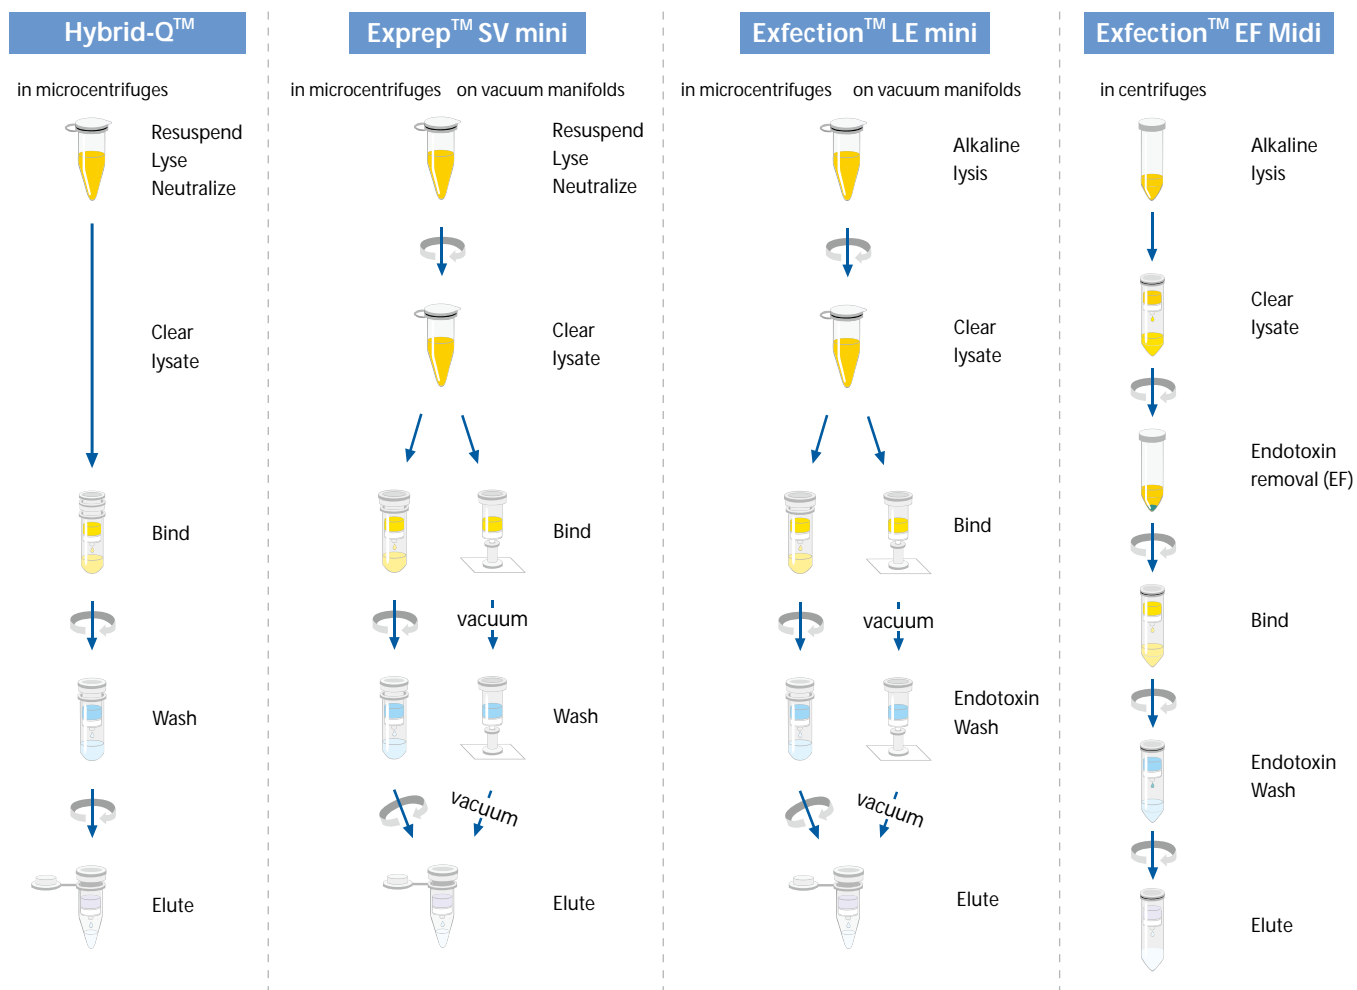 Hybrid-Q™
in microcentrifuges
Resuspend
Lyse
Neutralize
Clear
lysate
Bind
Wash
Elute
Exprep™ SV mini
in microcentrifuges on vacuum manifolds
Resuspend
Lyse
Neutralize
Clear
lysate
Bind
vacuum
Wash
vacuum
Elute
Exfection™ LE mini
in microcentrifuges on vacuum manifolds
Alkaline
lysis
Clear
lysate
Bind
vacuum
Endotoxin
Wash
vacuum
Elute
Exfection™ EF Midi
in centrifuges
Alkaline
lysis
Clear
lysate
Endotoxin
removal (EF)
Bind
Endotoxin
Wash
Elute